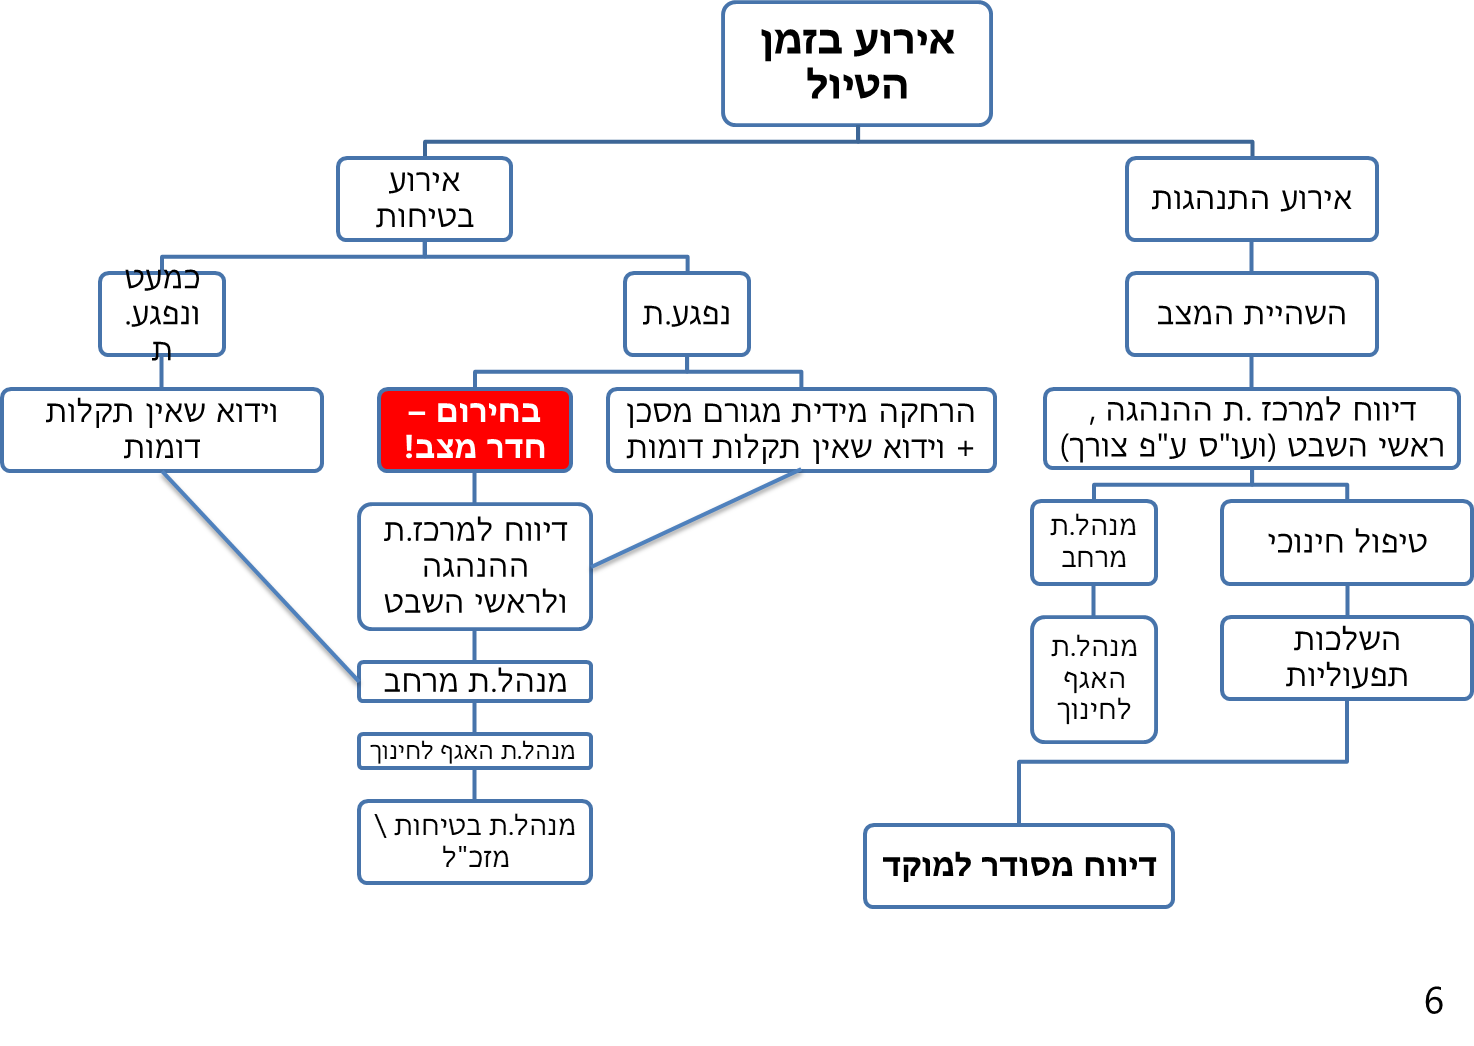 אירוע בזמן
הטיול
אירוע התנהגות
אירוע
בטיחות
השהיית המצב
נפגע.ת
כמעט
ונפגע.
ת
דיווח למרכז .ת ההנהגה ,
ראשי השבט (ועו"ס ע"פ צורך)
הרחקה מידית מגורם מסכן
+ וידוא שאין תקלות דומות
בחירום –
חדר מצב!
וידוא שאין תקלות
דומות
טיפול חינוכי
מנהל.ת
מרחב
דיווח למרכז.ת
ההנהגה
ולראשי השבט
השלכות
תפעוליות
מנהל.ת
האגף
לחינוך
מנהל.ת מרחב
מנהל.ת האגף לחינוך
מנהל.ת בטיחות \
מזכ"ל
דיווח מסודר למוקד
6